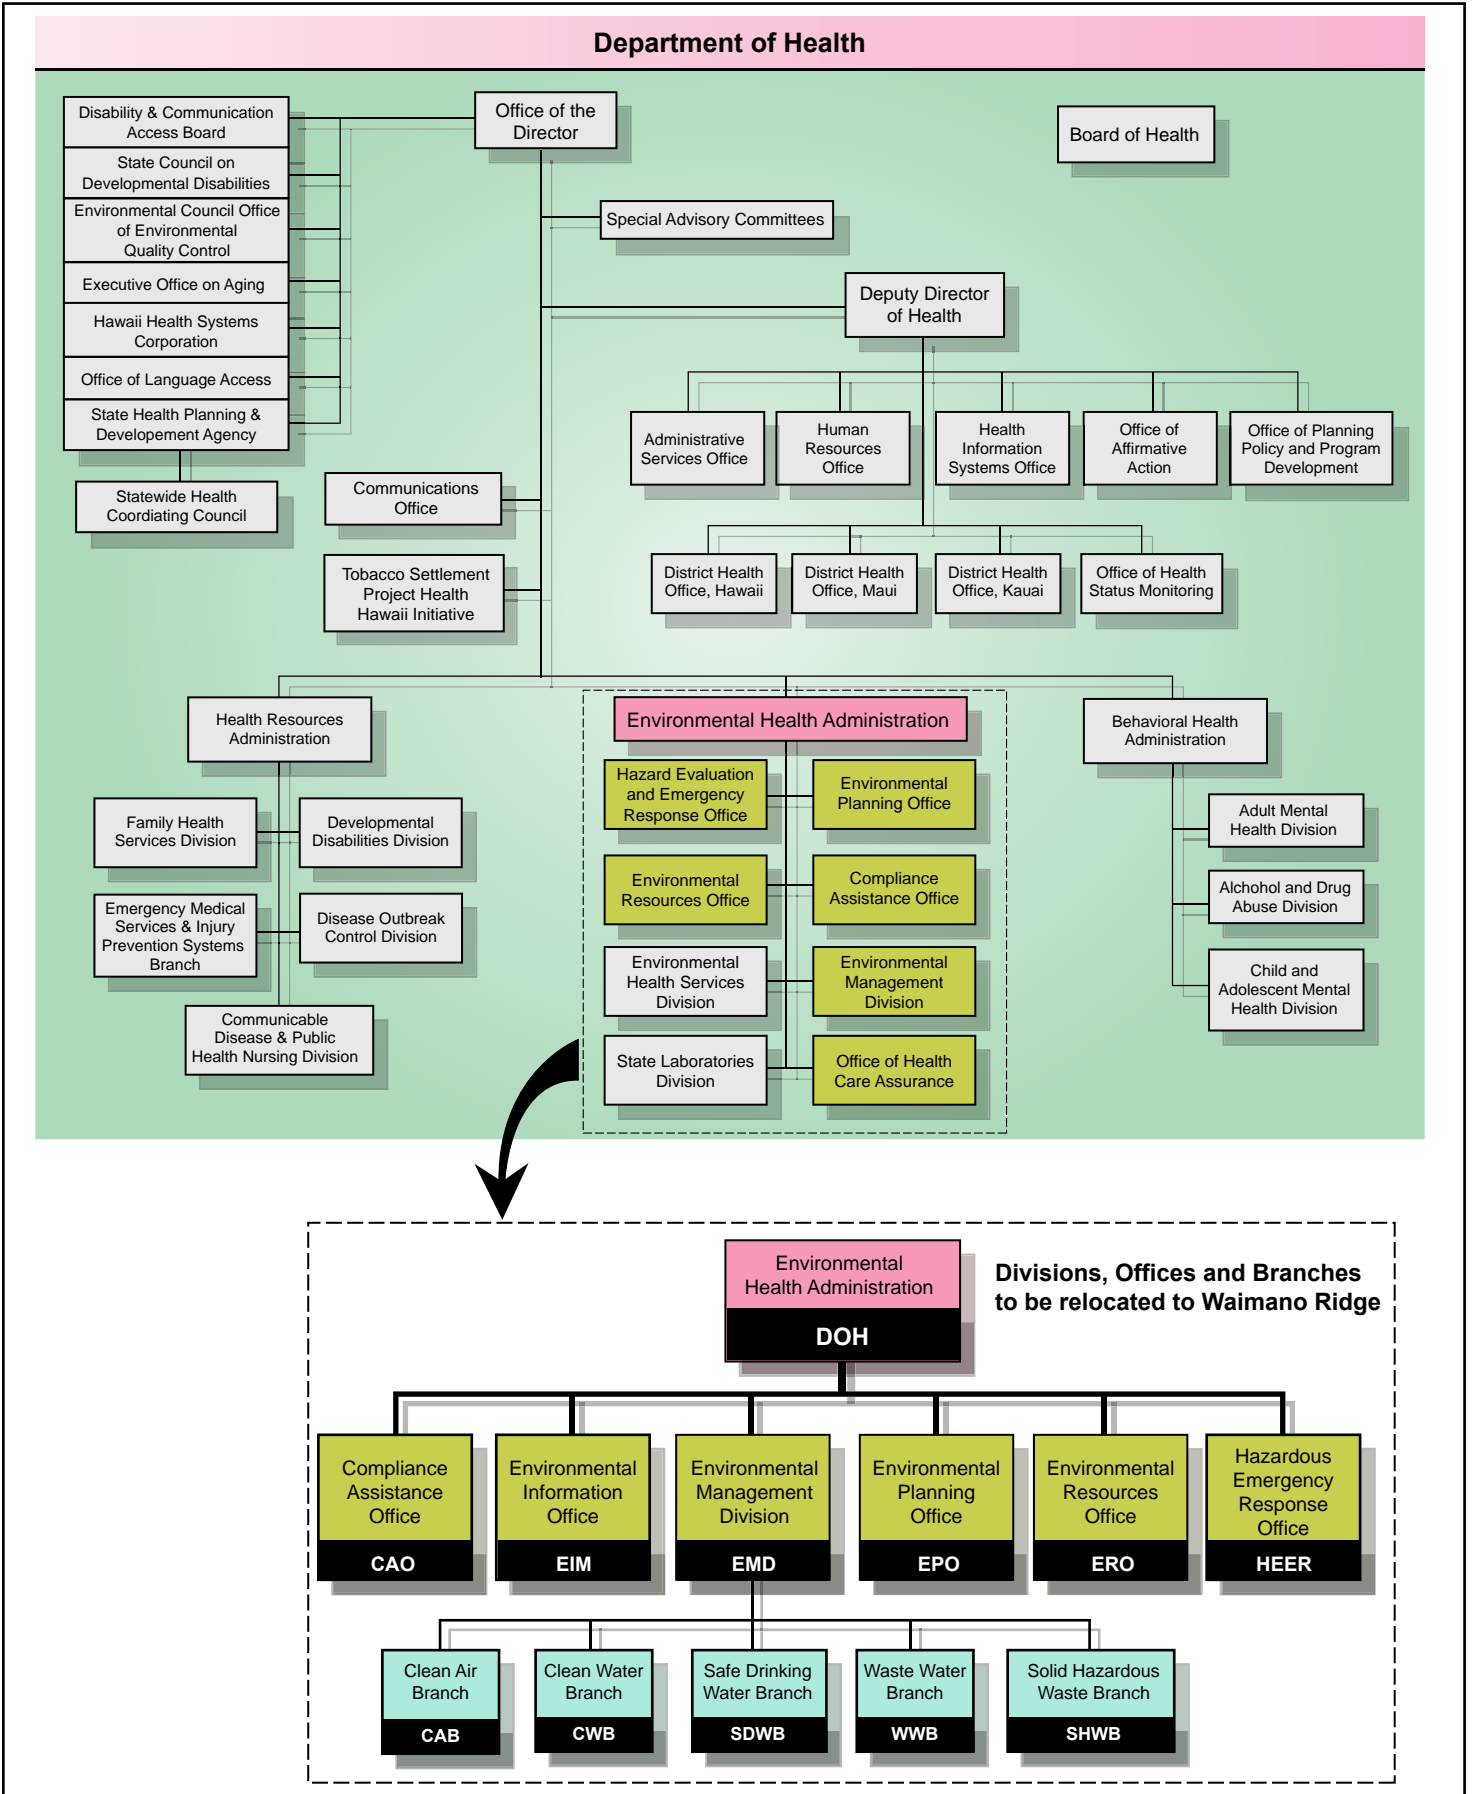 Department of Health
Disability & Communication
Access Board
State Council on
Developmental Disabilities
Environmental Council Office
of Environmental
Quality Control
Executive Office on Aging
Hawaii Health Systems
Corporation
Office of Language Access
State Health Planning &
Developement Agency
Statewide Health
Coordiating Council
Office of the
Director
Board of Health
Special Advisory Committees
Deputy Director
of Health
Administrative
Services Office
Human
Resources
Office
Health
Information
Systems Office
Office of
Affirmative
Action
Office of Planning
Policy and Program
Development
Communications
Office
Tobacco Settlement
Project Health
Hawaii Initiative
District Health
Office, Hawaii
District Health
Office, Maui
District Health
Office, Kauai
Office of Health
Status Monitoring
Health Resources
Administration
Family Health
Services Division
Developmental
Disabilities Division
Emergency Medical
Services & Injury
Prevention Systems
Branch
Disease Outbreak
Control Division
Communicable
Disease & Public
Health Nursing Division
Environmental Health Administration
Hazard Evaluation
and Emergency
Response Office
Environmental
Planning Office
Environmental
Resources Office
Compliance
Assistance Office
Environmental
Health Services
Division
Environmental
Management
Division
State Laboratories
Division
Office of Health
Care Assurance
Behavioral Health
Administration
Adult Mental
Health Division
Alchohol and Drug
Abuse Division
Child and
Adolescent Mental
Health Division
Environmental
Health Administration
DOH
Divisions, Offices and Branches
to be relocated to Waimano Ridge
Compliance
Assistance
Office
CAO
Environmental
Information
Office
EIM
Environmental
Management
Division
EMD
Environmental
Planning
Office
EPO
Environmental
Resources
Office
ERO
Hazardous
Emergency
Response
Office
HEER
Clean Air
Branch
CAB
Clean Water
Branch
CWB
Safe Drinking
Water Branch
SDWB
Waste Water
Branch
WWB
Solid Hazardous
Waste Branch
SHWB